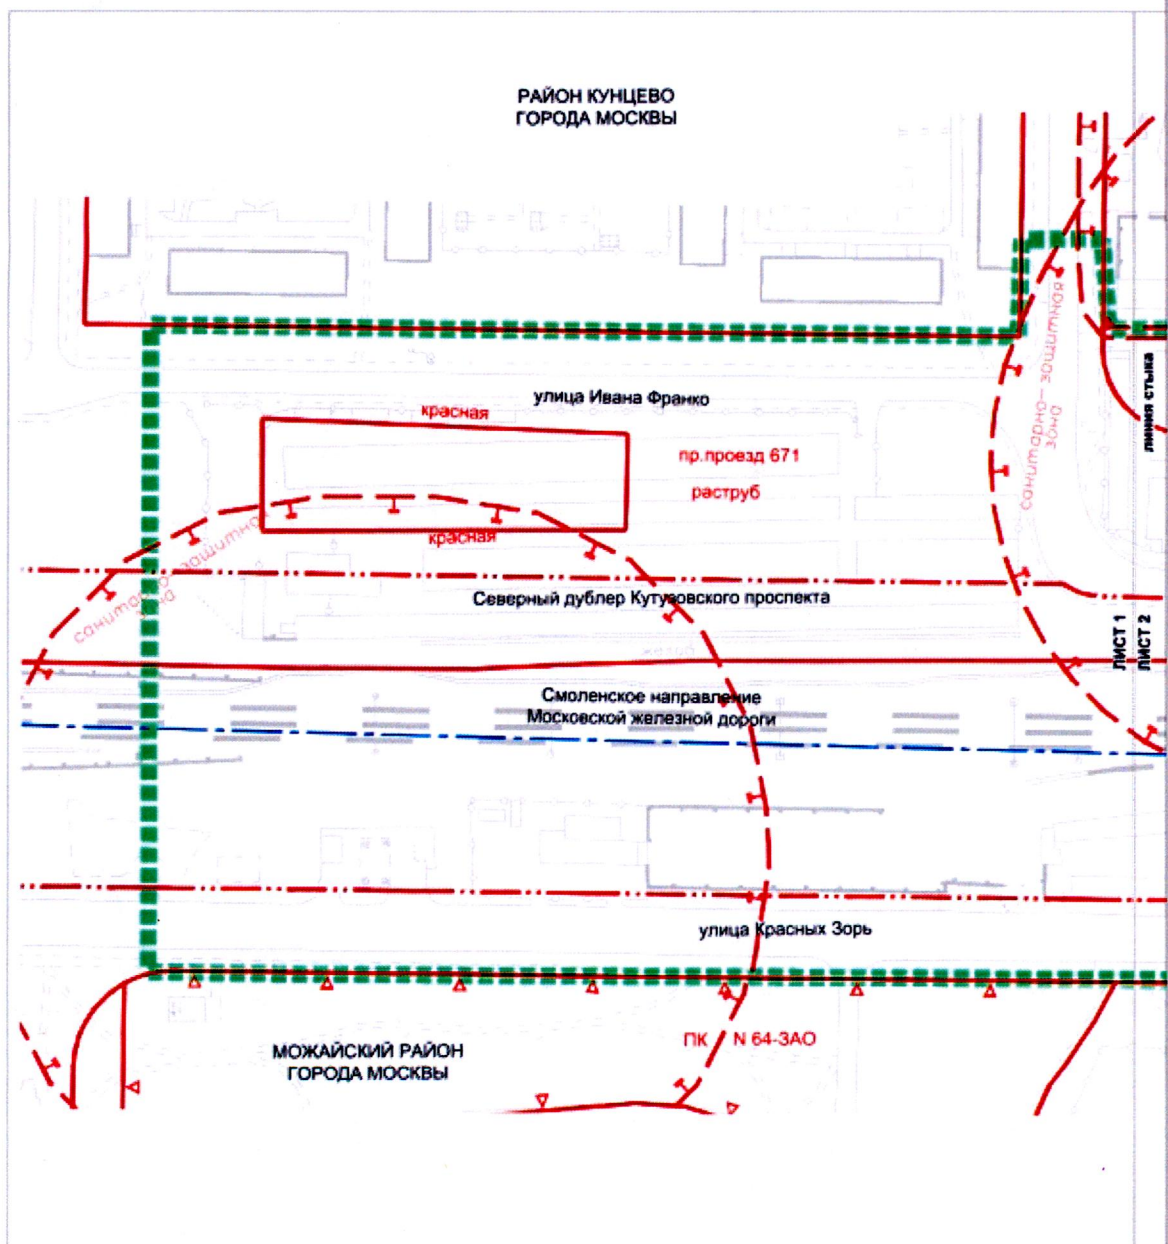 РАЙОН КУНЦЕВО
ГОРОДА МОСКВЫ
санитарно- защитная
зона
линия стыка
улица Ивана Франко
красная
пр.проезд 671
раструб
красная
санитарно-защитная
зона
Северный дублер Кутузовского проспекта
ЛИСТ 1
ЛИСТ 2
Смоленское направление
Московской железной дороги
улица Красных Зорь
ПК N 64-ЗАО
МОЖАЙСКИЙ РАЙОН
ГОРОДА МОСКВЫ